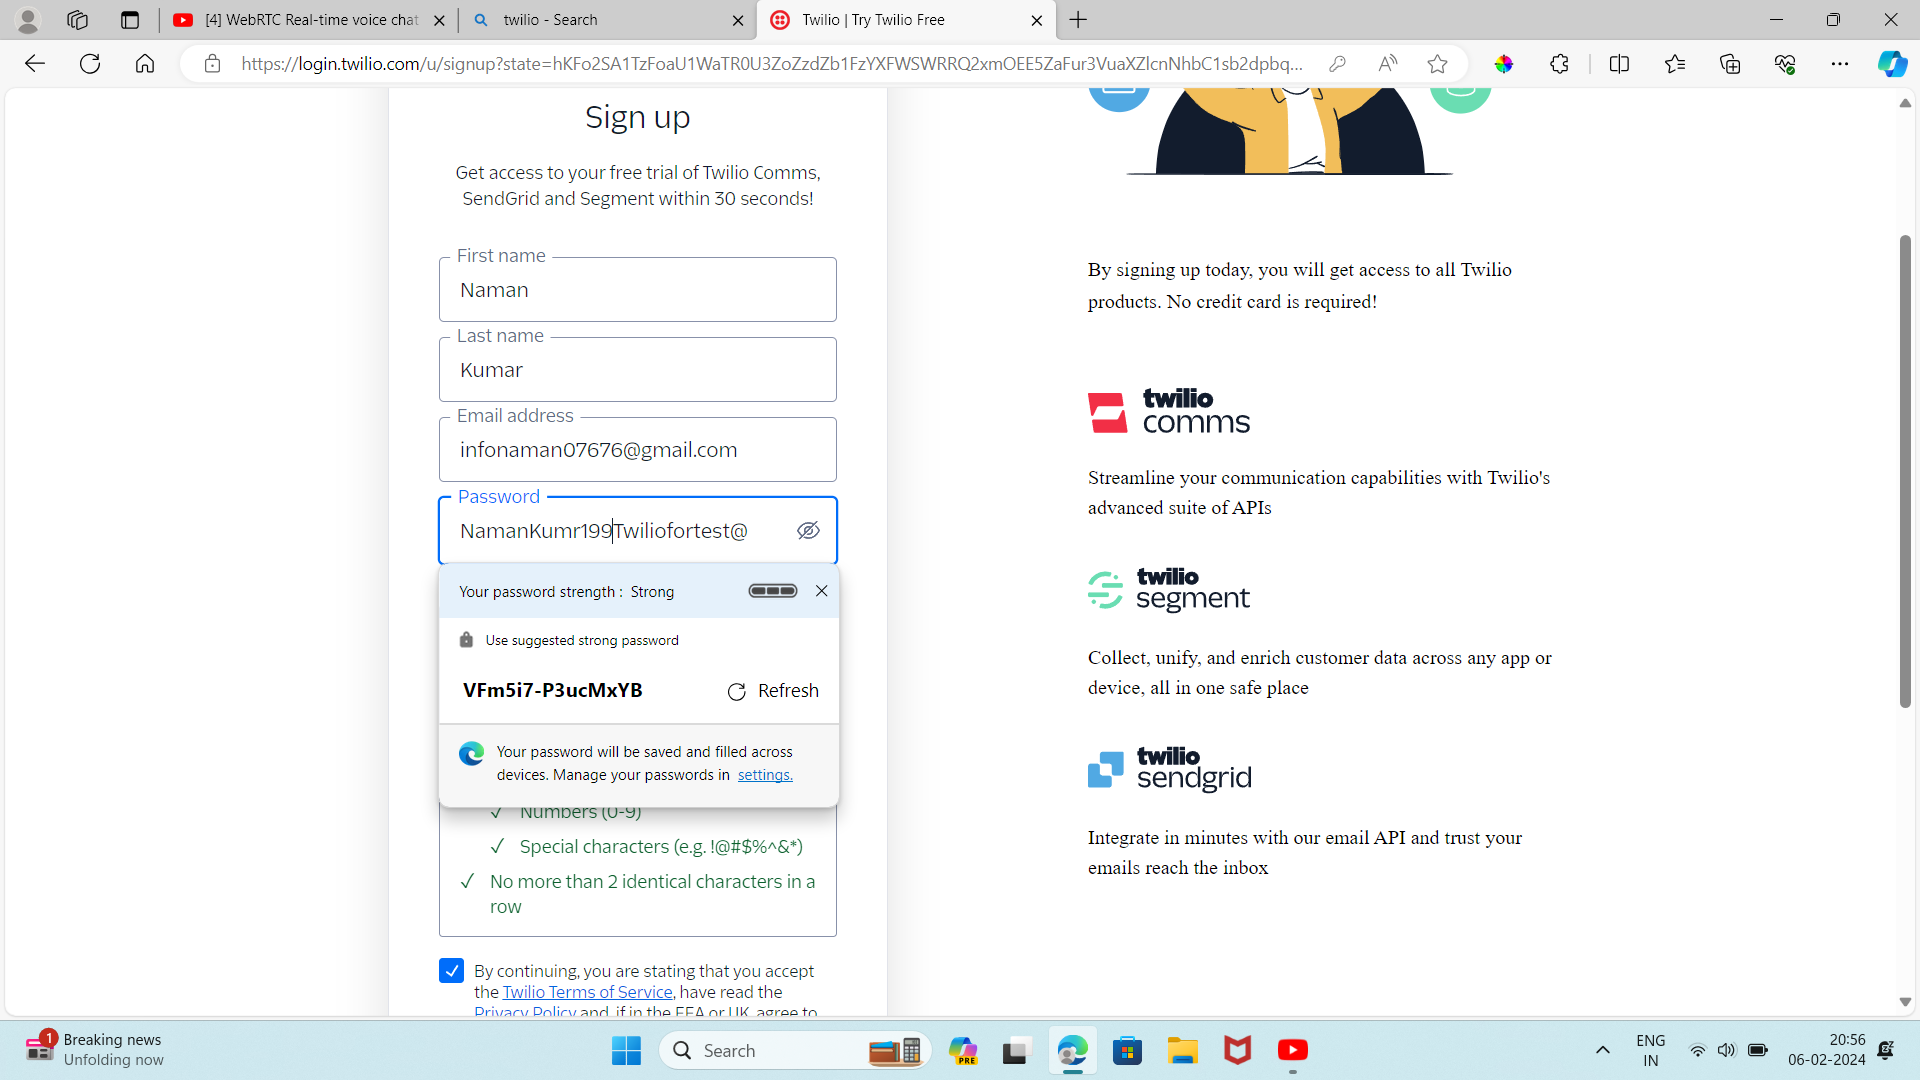 [4] WebRTC Real-time voice chat
twilio - Search
Twilio | Try Twilio Free
https://login.twilio.com/u/signup?state=hKFo2SA1TzFoaU1WaTR0U3ZoZzdZb1FzYXFWSWRRQ2xmOEE5ZaFur3VuaXZlcnNhbC1sb2dpbq...
Sign up
Get access to your free trial of Twilio Comms,
SendGrid and Segment within 30 seconds!
First name
Naman
Last name
Kumar
Email address
infonaman07676@gmail.com
Password
NamanKumr199Twiliofortest@
Your password strength : Strong
Use suggested strong password
VFm5i7-P3ucMxYB
Refresh
Your password will be saved and filled across
devices. Manage your passwords in settings.
Numbers (0-9)
Special characters (e.g. !@#$%^&*)
No more than 2 identical characters in a
row
By continuing, you are stating that you accept
the Twilio Terms of Service, have read the
Privacy Policy and, if in the EEA or UK, agree to
By signing up today, you will get access to all Twilio
products. No credit card is required!
twilio
comms
Streamline your communication capabilities with Twilio's
advanced suite of APIs
twilio
segment
Collect, unify, and enrich customer data across any app or
device, all in one safe place
twilio
sendgrid
Integrate in minutes with our email API and trust your
emails reach the inbox
1
Breaking news
Unfolding now
Search
PRE
ENG
IN
20:56
06-02-2024